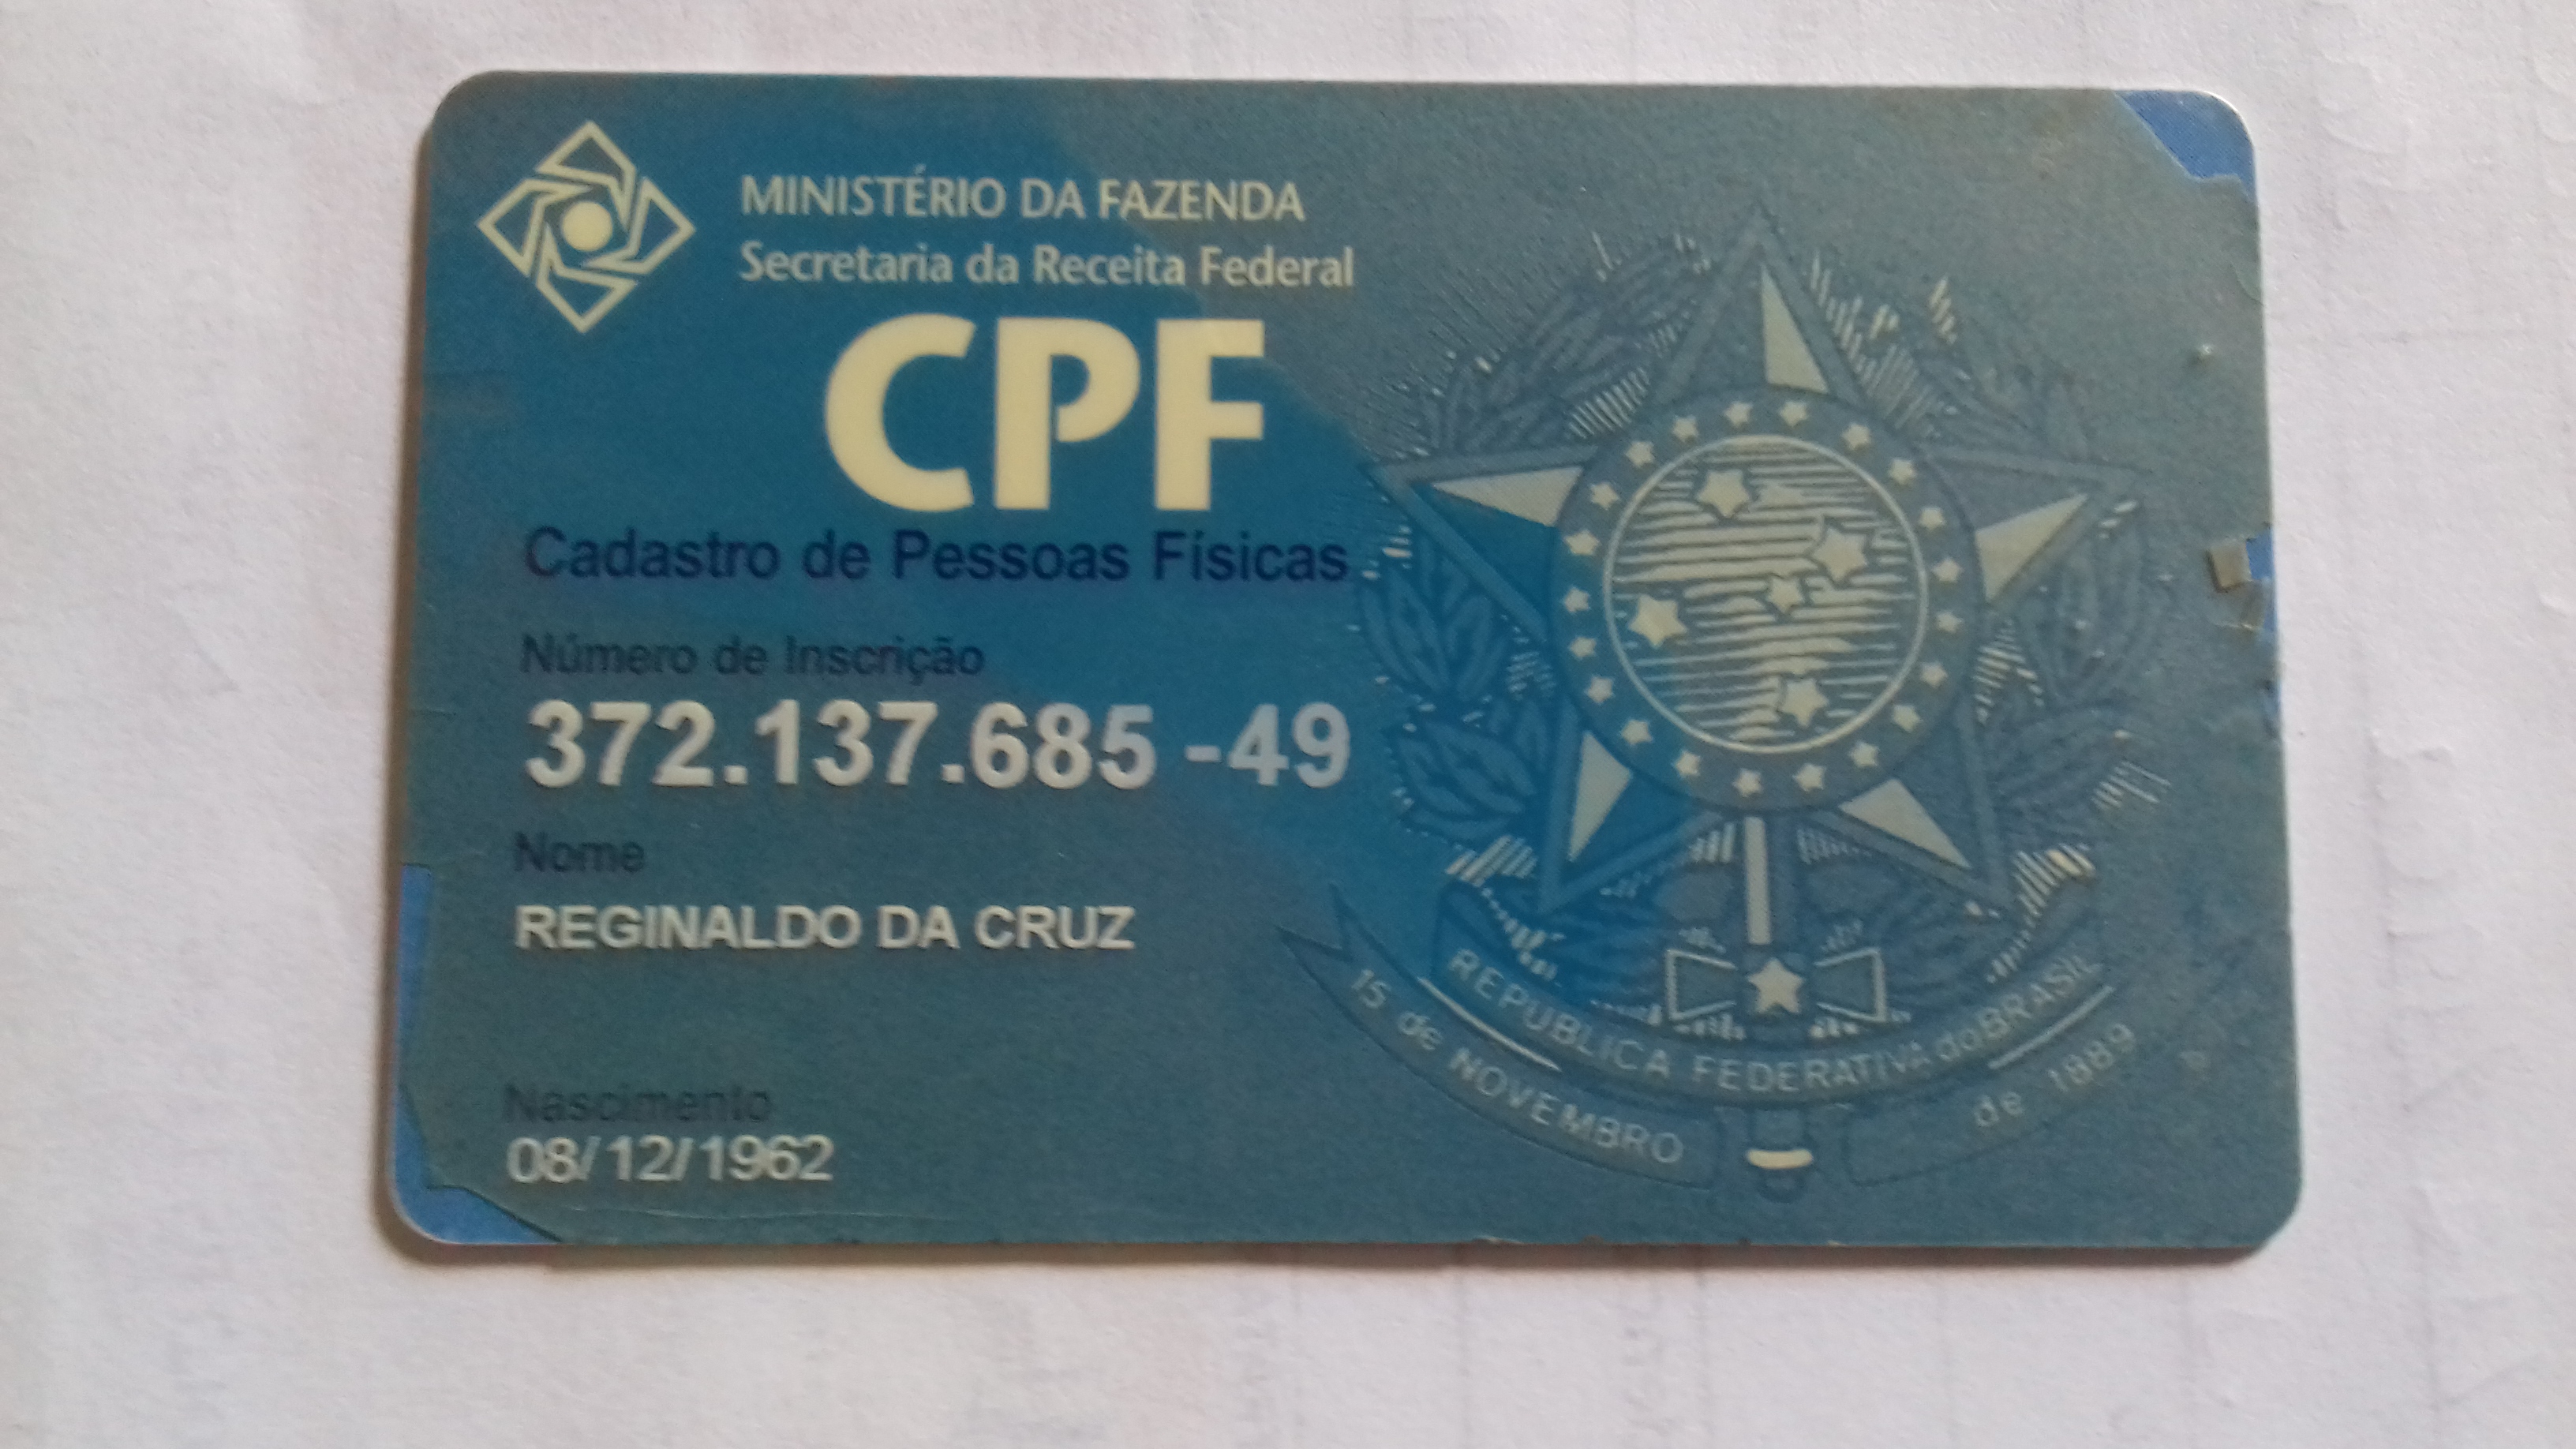 MINISTÉRIO DA FAZENDA
Secretaria da Receita Federal
CPF
Cadastro de Pessoas Físicas
Número de Inscrição
372.137.685-49
Nome
REGINALDO DA CRUZ
Nascimento
08/12/1962
REPUBLICA FEDERATIVA do BRASIL
15 de NOVEMBRO de 1889